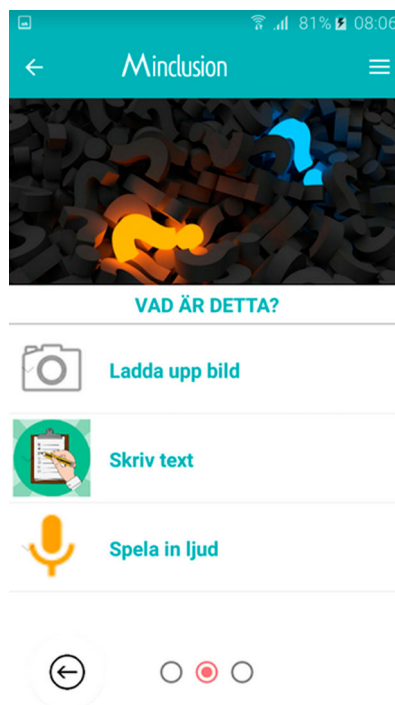 81% 08:06
Minclusion
VAD ÄR DETTA?
Ladda upp bild
Skriv text
Spela in ljud